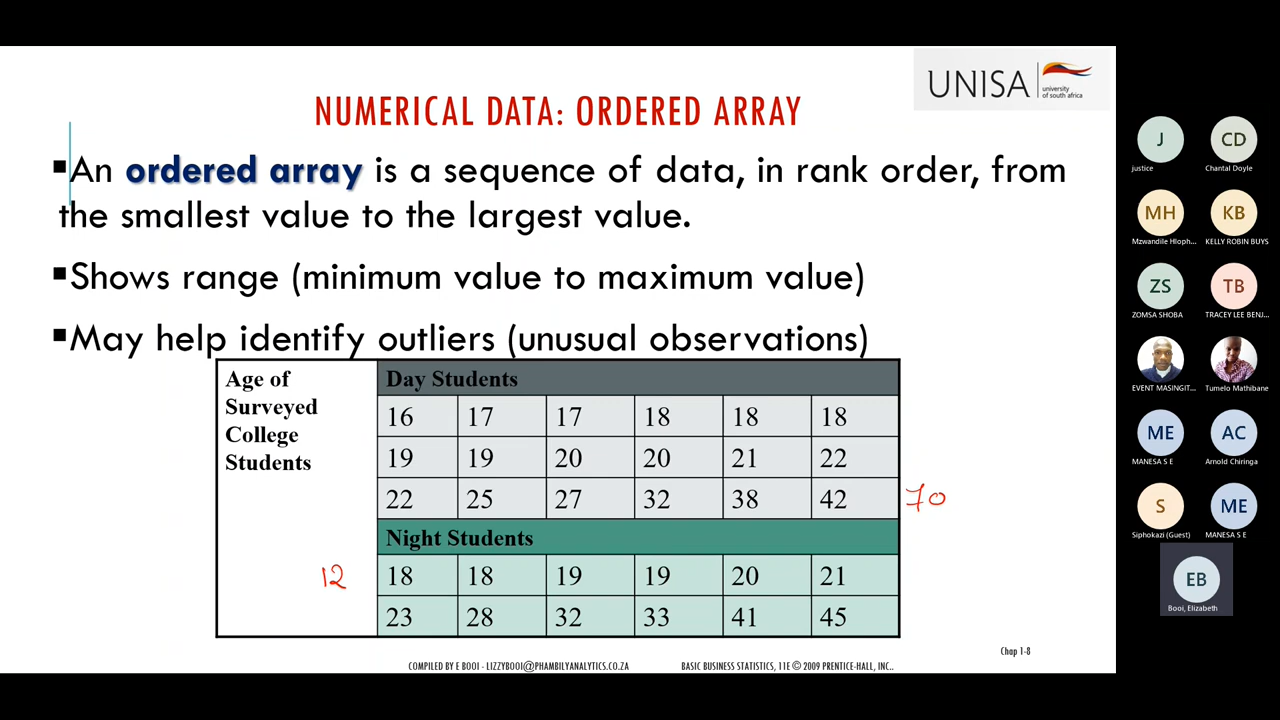 UNISA
university
of south africa
NUMERICAL DATA: ORDERED ARRAY
▪An ordered array is a sequence of data, in rank order, from
the smallest value to the largest value.
▪Shows range (minimum value to maximum value)
▪May help identify outliers (unusual observations)
Age of
Surveyed
College
Students
Day Students
16 17 17 18 18 18
19 19 20 20 21 22
22 25 27 32 38 42 70
Night Students
12 18 18 19 19 20 21
23 28 32 33 41 45
Chap 1-8
COMPILED BY E BOOI - LIZZYBOOI@PHAMBILYANALYTICS.CO.ZA
BASIC BUSINESS STATISTICS, 11E © 2009 PRENTICE-HALL, INC..
J CD
justice Chantal Doyle
MH KB
Mzwandile Hloph... KELLY ROBIN BUYS
ZS TB
ZOMSA SHOBA TRACEY LEE BENJ...
EVENT MASINGIT... Tumelo Mathibane
ME AC
MANESA S E Arnold Chiringa
S ME
Siphokazi (Guest) MANESA S E
EB
Booi, Elizabeth